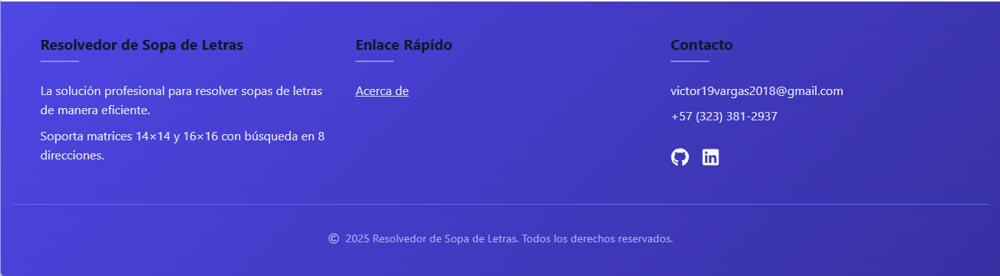 Resolvedor de Sopa de Letras
La solución profesional para resolver sopas de letras
de manera eficiente.
Soporta matrices 14×14 y 16×16 con búsqueda en 8
direcciones.
Enlace Rápido
Acerca de
Contacto
victor19vargas2018@gmail.com
+57 (323) 381-2937
in
© 2025 Resolvedor de Sopa de Letras. Todos los derechos reservados.